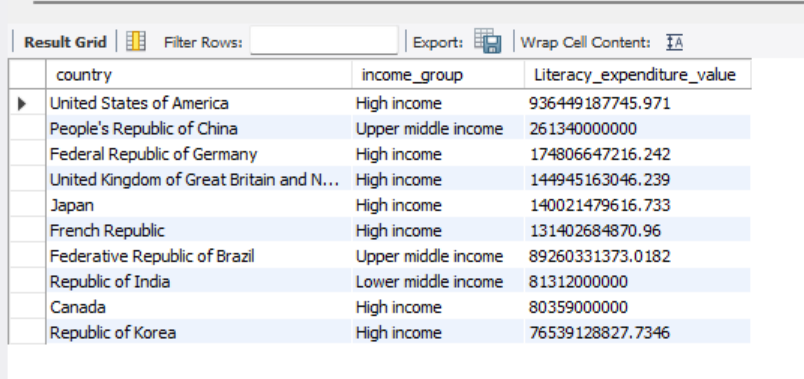 Result Grid Filter Rows: Export: Wrap Cell Content: IA
country income_group Literacy_expenditure_value
United States of America High income 936449187745.971
People's Republic of China Upper middle income 261340000000
Federal Republic of Germany High income 174806647216.242
United Kingdom of Great Britain and N... High income 144945163046.239
Japan High income 140021479616.733
French Republic High income 131402684870.96
Federative Republic of Brazil Upper middle income 89260331373.0182
Republic of India Lower middle income 81312000000
Canada High income 80359000000
Republic of Korea High income 76539128827.7346